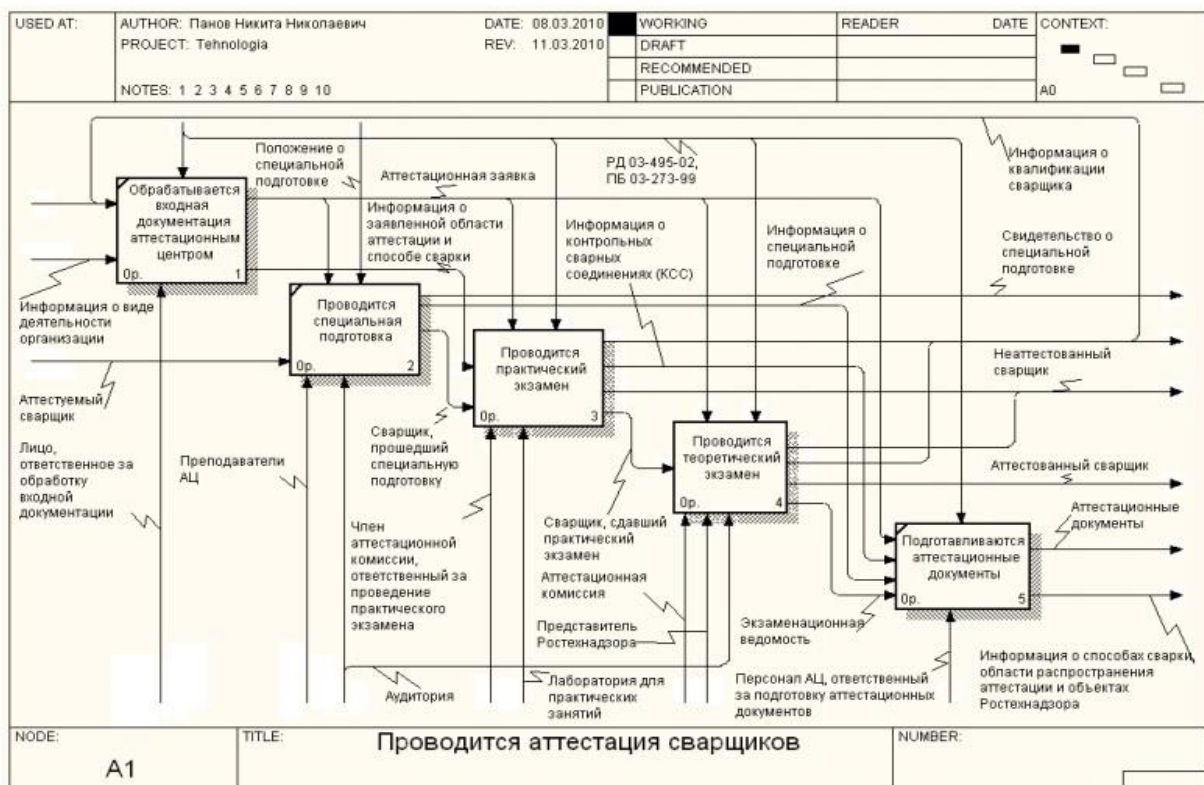 USED AT:
AUTHOR: Панов Никита Николаевич
DATE: 08.03.2010
PROJECT: Tehnologia
REV: 11.03.2010
NOTES: 1 2 3 4 5 6 7 8 9 10
WORKING
DRAFT
RECOMMENDED
PUBLICATION
READER
DATE
CONTEXT:
A0
Положение о
специальной
подготовке
Аттестационная заявка
РД 03-495-02,
ПБ 03-273-99
Информация о
квалификации
сварщика
Обрабатывается
входная
документация
аттестационным
центром
0р.
1
Информация о
заявленной области
аттестации и
способе сварки
Информация о
контрольных
сварных
соединениях (КСС)
Информация о
специальной
подготовке
Свидетельство о
специальной
подготовке
Информация о виде
деятельности
организации
Проводится
специальная
подготовка
0р.
2
Проводится
практический
экзамен
0р.
3
Неаттестованный
сварщик
Аттестуемый
сварщик
Лицо,
ответственное за
обработку
входной
документации
Преподаватели
АЦ
Сварщик,
прошедший
специальную
подготовку
Проводится
теоретический
экзамен
0р.
4
Аттестованный сварщик
Аттестационные
документы
Член
аттестационной
комиссии,
ответственный за
проведение
практического
экзамена
Сварщик, сдавший
практический
экзамен
Аттестационная
комиссия
Представитель
Ростехнадзора
Подготавливаются
аттестационные
документы
0р.
5
Экзаменационная
ведомость
Аудитория
Лаборатория для
практических
занятий
Персонал АЦ, ответственный
за подготовку аттестационных
документов
Информация о способах сварки,
области распространения
аттестации и объектах
Ростехнадзора
NODE:
A1
TITLE:
Проводится аттестация сварщиков
NUMBER: